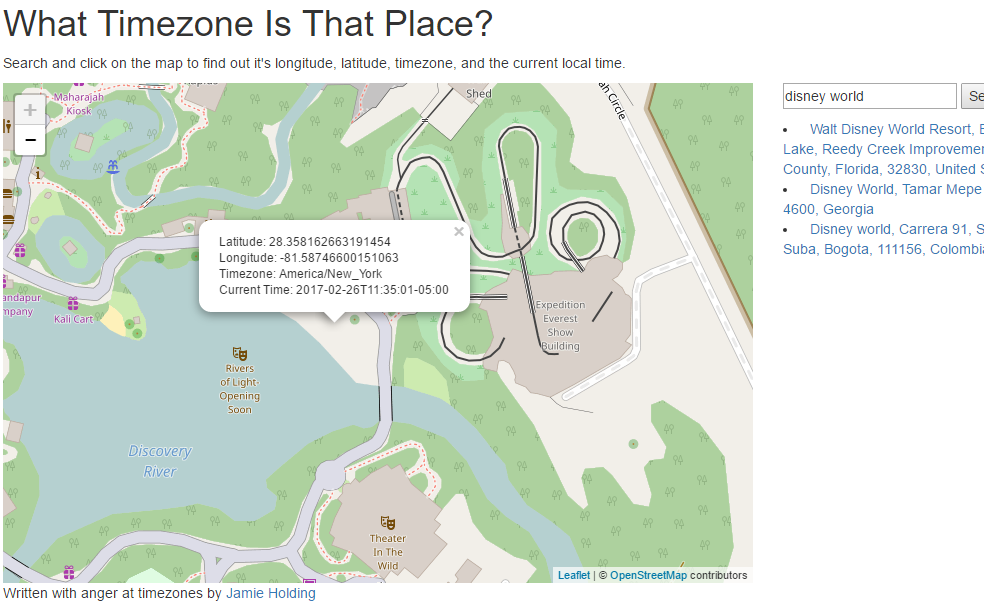 What Timezone Is That Place?
Search and click on the map to find out it's longitude, latitude, timezone, and the current local time.
+
−
Maharajah
Kiosk
Shed
ah Circle
Latitude: 28.358162663191454
Longitude: -81.58746600151063
Timezone: America/New_York
Current Time: 2017-02-26T11:35:01-05:00
×
andapur
mpany
Kali Cart
Expedition
Everest
Show
Building
Rivers
of Light-
Opening
Soon
Discovery
River
Theater
In The
Wild
Leaflet | © OpenStreetMap contributors
disney world
Se
• Walt Disney World Resort, E
Lake, Reedy Creek Improvemen
County, Florida, 32830, United S
• Disney World, Tamar Mepe
4600, Georgia
• Disney world, Carrera 91, S
Suba, Bogota, 111156, Colombia
Written with anger at timezones by Jamie Holding